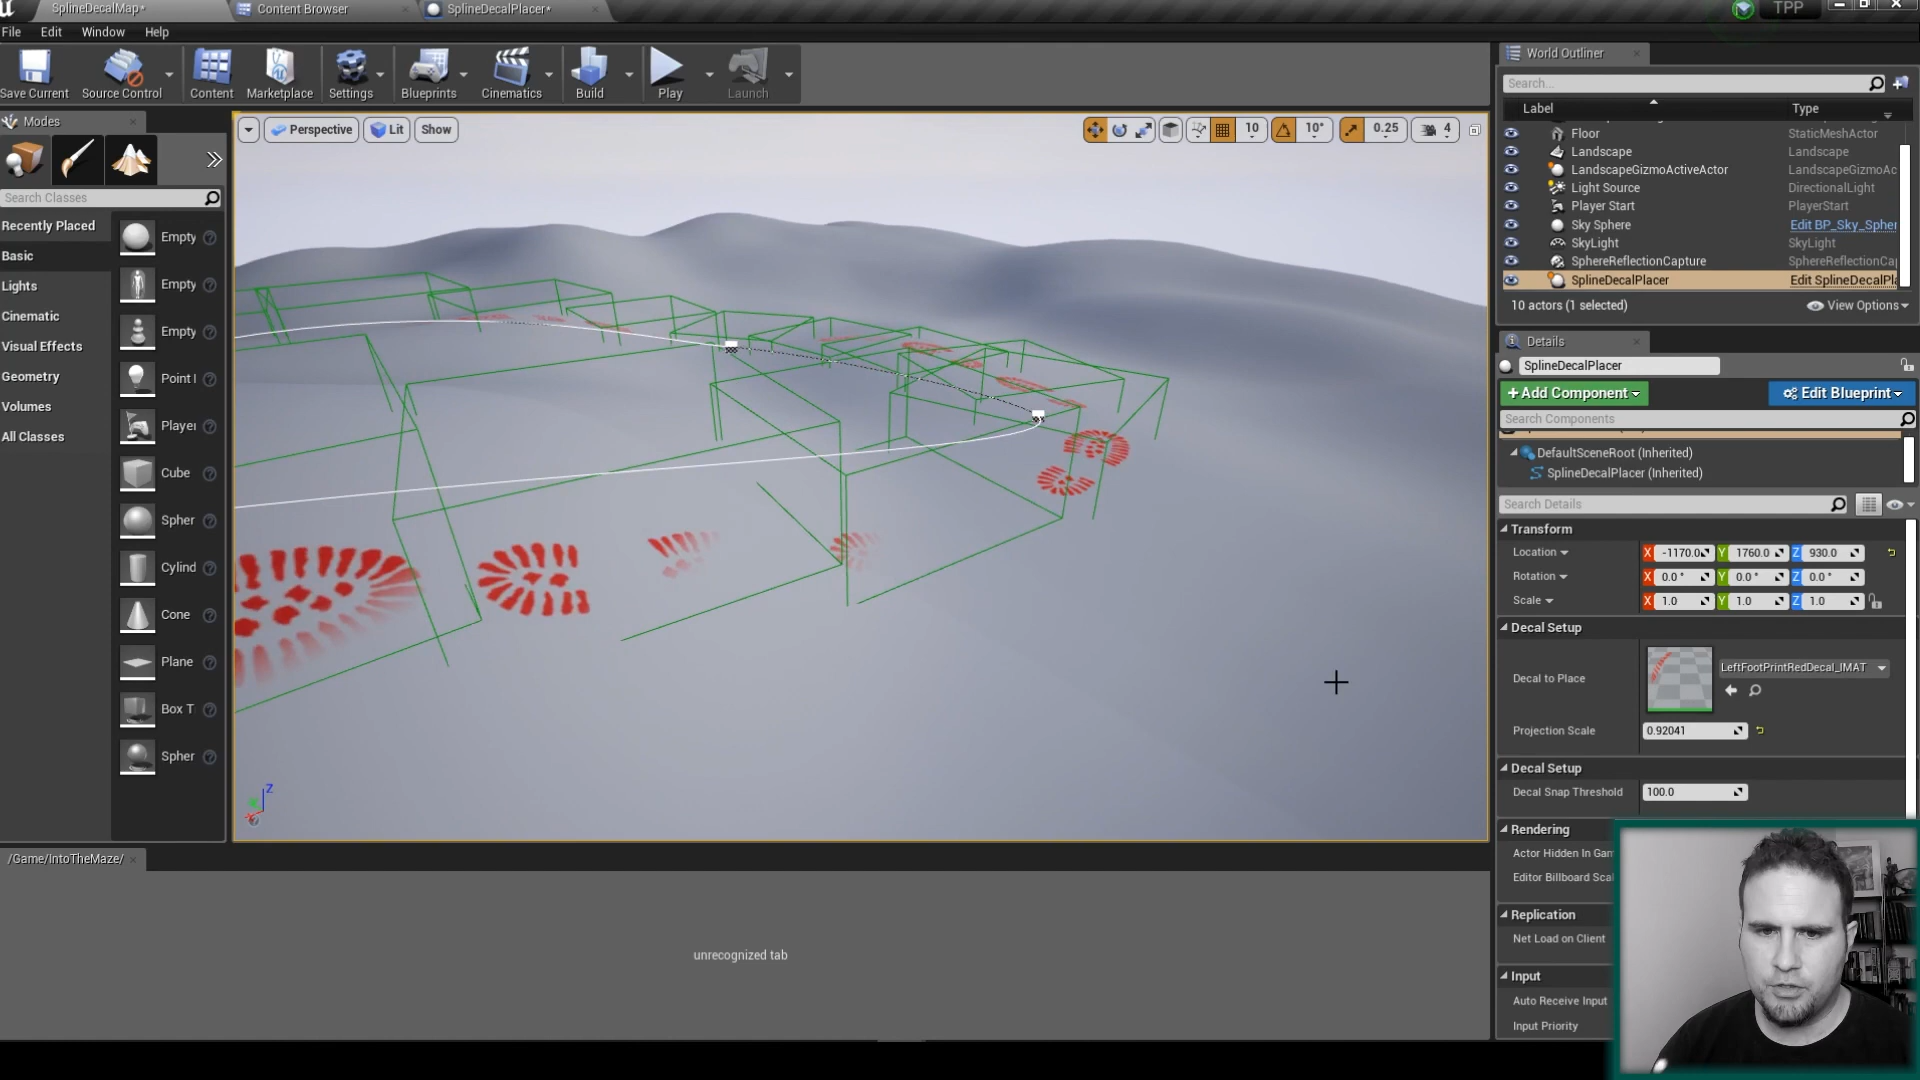 SplineDecalMap*
Content Browser
SplineDecalPlacer*
TPP
File Edit Window Help
Save Current
Source Control
Content
Marketplace
Settings
Blueprints
Cinematics
Build
Play
Launch
Modes
Search Classes
Recently Placed
Basic
Lights
Cinematic
Visual Effects
Geometry
Volumes
All Classes
Empty
Empty
Empty
Point l
Player
Cube
Spher
Cylind
Cone
Plane
Box T
Spher
Perspective
Lit
Show
10
10°
0.25
4
Z
/Game/IntoTheMaze/
unrecognized tab
World Outliner
Search...
Label Type
Floor StaticMeshActor
Landscape Landscape
LandscapeGizmoActiveActor LandscapeGizmoAc
Light Source DirectionalLight
Player Start PlayerStart
Sky Sphere Edit BP_Sky_Spher
SkyLight SkyLight
SphereReflectionCapture SphereReflectionCap
SplineDecalPlacer Edit SplineDecalPla
10 actors (1 selected) View Options
Details
SplineDecalPlacer
+Add Component Edit Blueprint
Search Components
DefaultSceneRoot (Inherited)
SplineDecalPlacer (Inherited)
Search Details
Transform
Location X -1170.0 Y 1760.0 Z 930.0
Rotation X 0.0° Y 0.0° Z 0.0°
Scale X 1.0 Y 1.0 Z 1.0
Decal Setup
Decal to Place LeftFootPrintRedDecal_IMAT
Projection Scale 0.92041
Decal Setup
Decal Snap Threshold 100.0
Rendering
Actor Hidden In Gam
Editor Billboard Scal
Replication
Net Load on Client
Input
Auto Receive Input
Input Priority